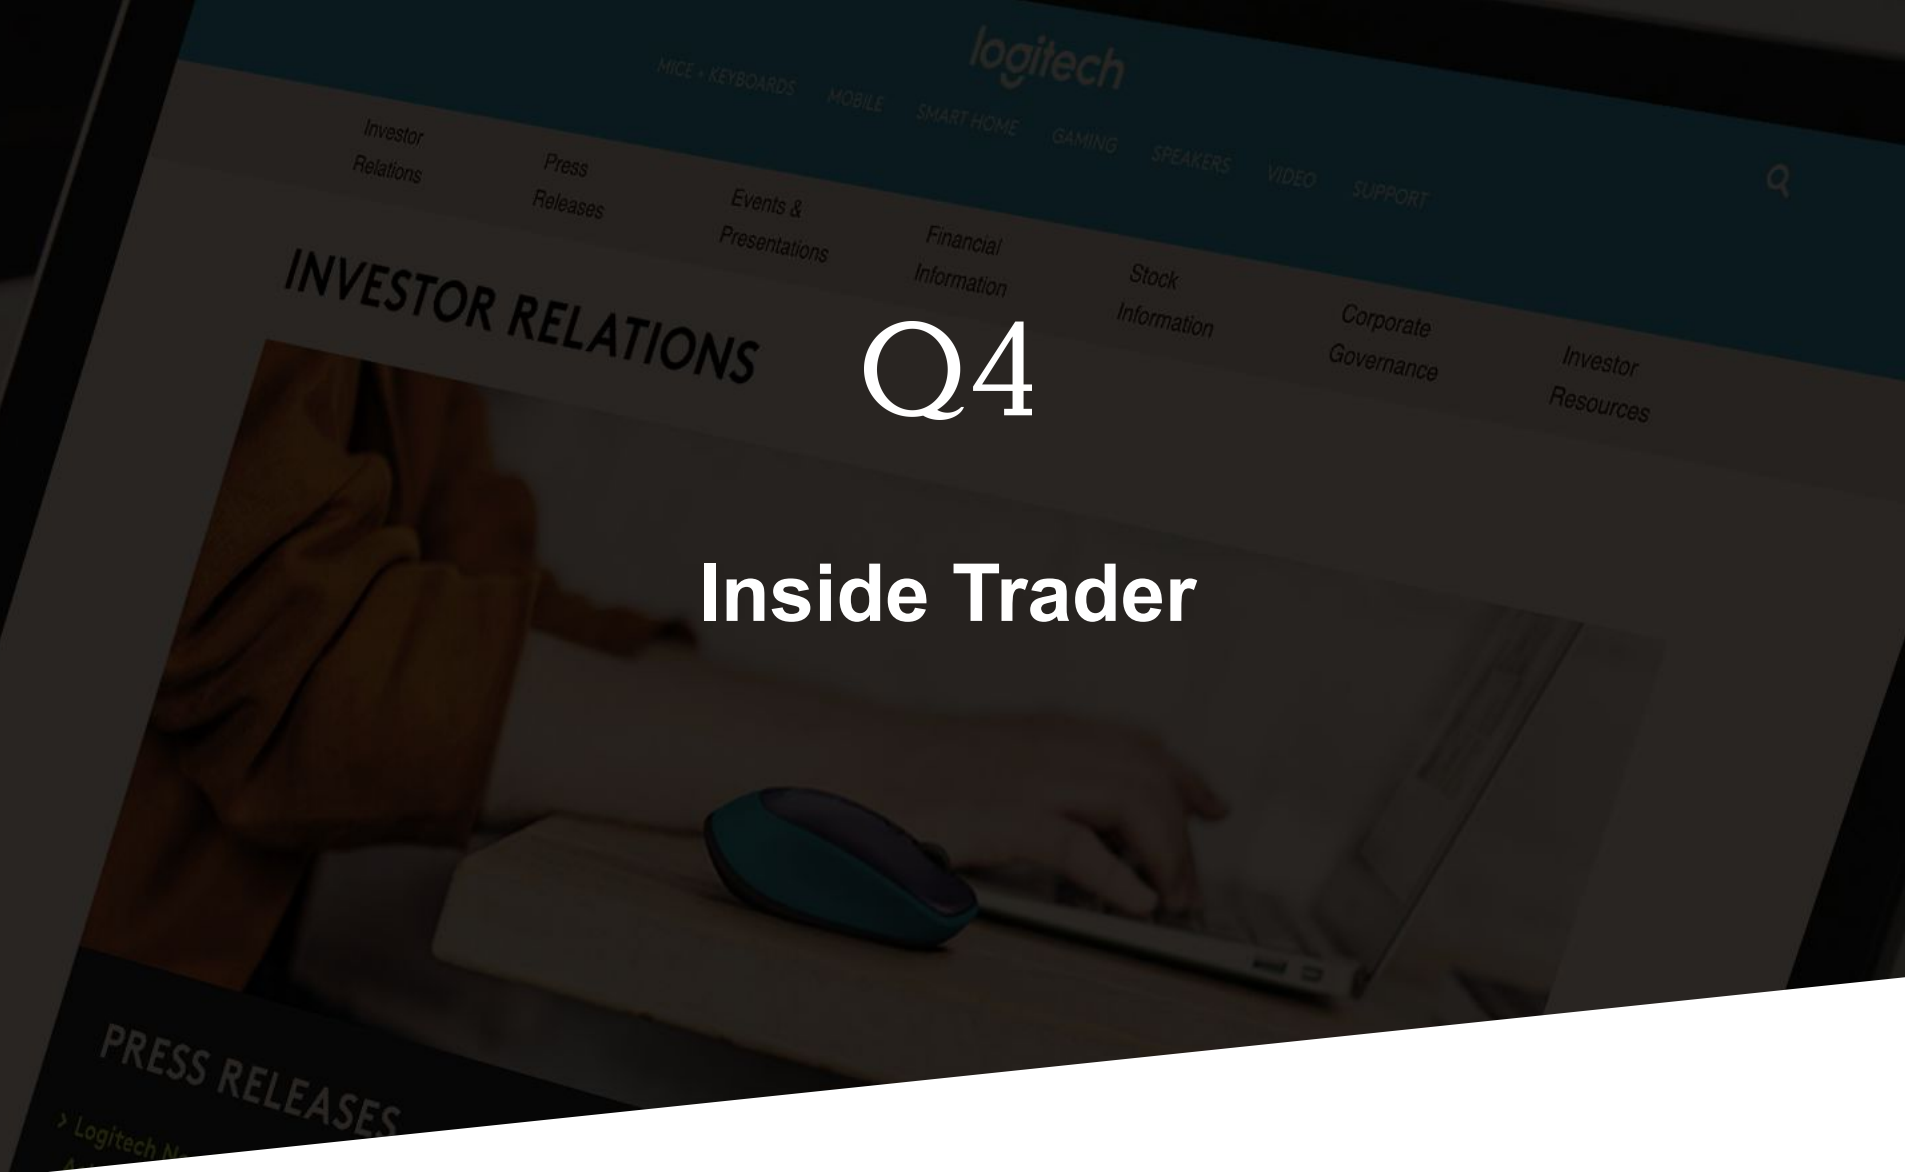 logitech
MICE + KEYBOARDS MOBILE SMART HOME GAMING SPEAKERS VIDEO SUPPORT
Investor
Relations
Press
Releases
Events &
Presentations
Financial
Information
Stock
Information
Corporate
Governance
Investor
Resources
INVESTOR RELATIONS
Q4
Inside Trader
PRESS RELEASES
> Logitech